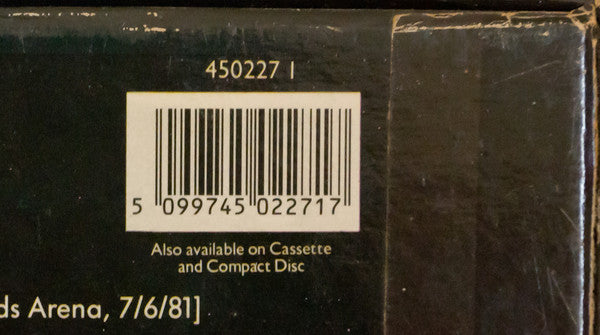 450227 1
5 099745 022717
Also available on Cassette
and Compact Disc
ds Arena, 7/6/81]